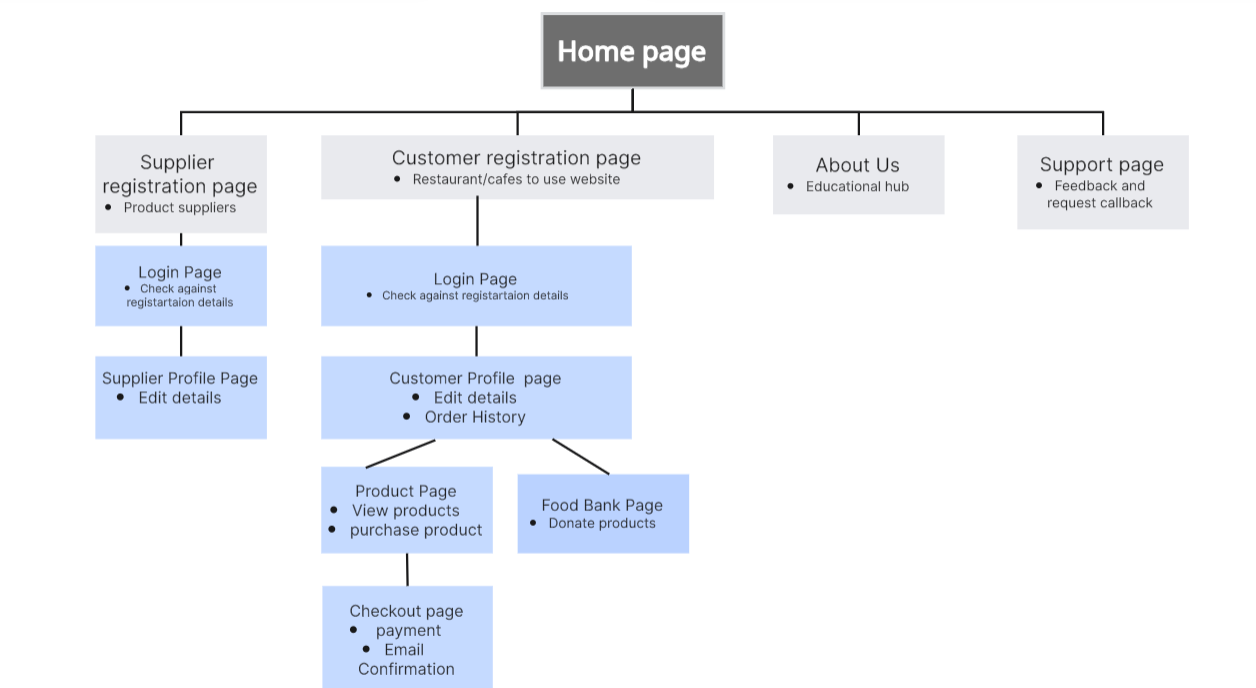 Home page
Supplier
registration page
• Product suppliers
Customer registration page
• Restaurant/cafes to use website
About Us
• Educational hub
Support page
• Feedback and
request callback
Login Page
• Check against
registartaion details
Login Page
• Check against registartaion details
Supplier Profile Page
• Edit details
Customer Profile page
• Edit details
• Order History
Product Page
• View products
• purchase product
Food Bank Page
• Donate products
Checkout page
• payment
• Email
Confirmation